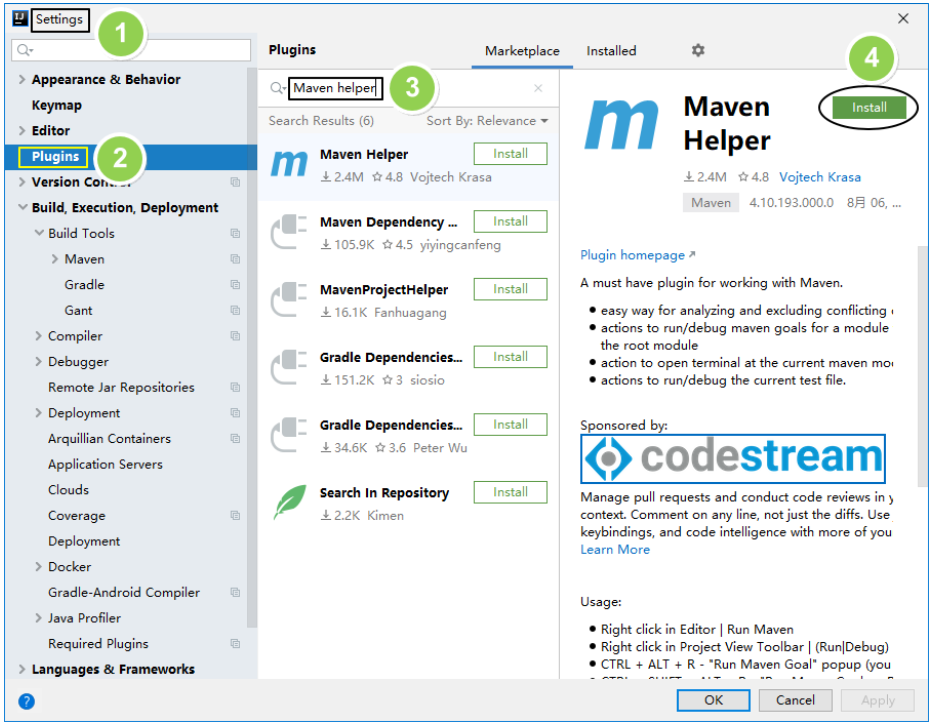 Settings
1
Appearance & Behavior
Keymap
Editor
Plugins
2
Version Control
Build, Execution, Deployment
Build Tools
Maven
Gradle
Gant
Compiler
Debugger
Remote Jar Repositories
Deployment
Arquillian Containers
Application Servers
Clouds
Coverage
Deployment
Docker
Gradle-Android Compiler
Java Profiler
Required Plugins
Languages & Frameworks
Plugins
Marketplace
Installed
Maven helper
3
Search Results (6)
Sort By: Relevance
Maven Helper
Install
2.4M 4.8 Vojtech Krasa
Maven Dependency ...
Install
105.9K 4.5 yiyingcanfeng
MavenProjectHelper
Install
16.1K Fanhuagang
Gradle Dependencies...
Install
151.2K 3 siosio
Gradle Dependencies...
Install
34.6K 3.6 Peter Wu
Search In Repository
Install
2.2K Kimen
4
Maven
Helper
Install
2.4M 4.8 Vojtech Krasa
Maven 4.10.193.000.0 8月 06, ...
Plugin homepage
A must have plugin for working with Maven.
easy way for analyzing and excluding conflicting
actions to run/debug maven goals for a module
the root module
action to open terminal at the current maven
actions to run/debug the current test file.
Sponsored by:
codestream
Manage pull requests and conduct code reviews in
context. Comment on any line, not just the diffs. Use
keybindings, and code intelligence with more of you
Learn More
Usage:
Right click in Editor | Run Maven
Right click in Project View Toolbar | (Run|Debug)
CTRL + ALT + R - "Run Maven Goal" popup (you
?
OK
Cancel
Apply